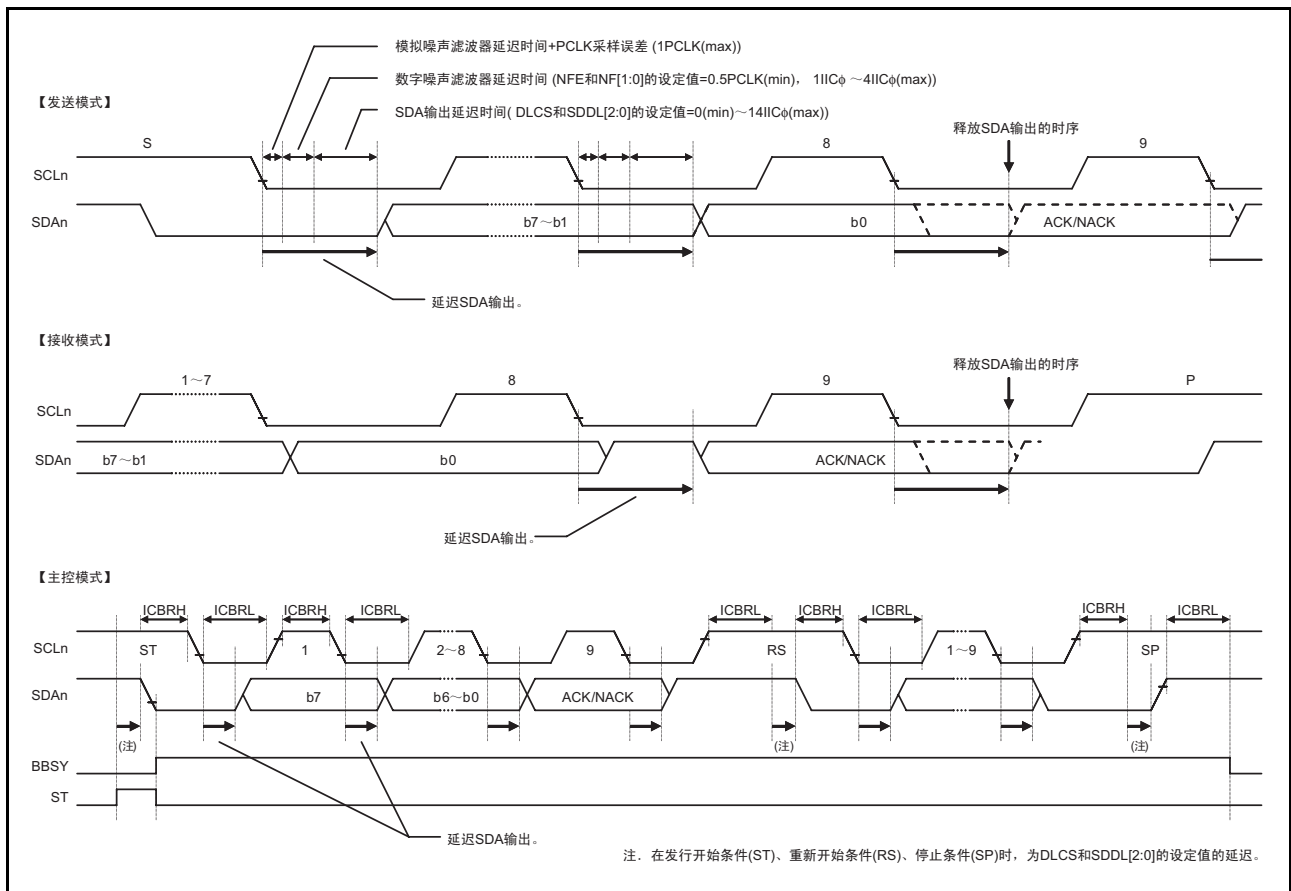 模拟噪声滤波器延迟时间+PCLK采样误差 (1PCLK(max))
数字噪声滤波器延迟时间 (NFE和NF[1:0]的设定值=0.5PCLK(min)， 1IICφ ～4IICφ(max))
【发送模式】
SDA输出延迟时间( DLCS和SDDL[2:0]的设定值=0(min)～14IICφ(max))
释放SDA输出的时序
S 8 9
SCLn
SDAn b7～b1 b0 ACK/NACK
延迟SDA输出。
【接收模式】
释放SDA输出的时序
1～7 8 9 P
SCLn
SDAn b7～b1 b0 ACK/NACK
延迟SDA输出。
【主控模式】
ICBRH ICBRL ICBRH ICBRL ICBRL ICBRH ICBRL ICBRH ICBRL
SCLn ST 1 2～8 9 RS 1～9 SP
SDAn b7 b6～b0 ACK/NACK
(注) (注) (注)
BBSY
ST
延迟SDA输出。
注．在发行开始条件(ST)、重新开始条件(RS)、停止条件(SP)时，为DLCS和SDDL[2:0]的设定值的延迟。